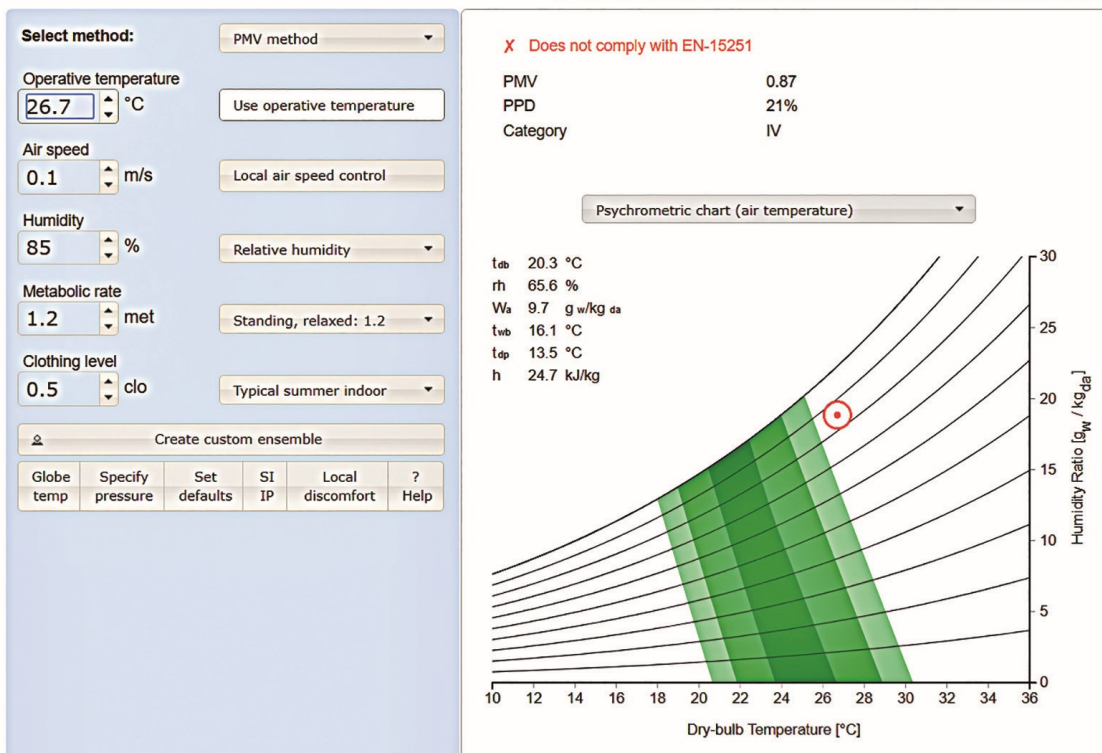 Select method:
PMV method
Operative temperature
26.7 °C
Use operative temperature
Air speed
0.1 m/s
Local air speed control
Humidity
85 %
Relative humidity
Metabolic rate
1.2 met
Standing, relaxed: 1.2
Clothing level
0.5 clo
Typical summer indoor
Create custom ensemble
Globe temp
Specify pressure
Set defaults
SI IP
Local discomfort
? Help
✗ Does not comply with EN-15251
PMV 0.87
PPD 21%
Category IV
Psychrometric chart (air temperature)
tdb 20.3 °C
rh 65.6 %
Wa 9.7 g w/kg da
twb 16.1 °C
tdp 13.5 °C
h 24.7 kJ/kg
30
25
20
15
10
5
0
Humidity Ratio [gw / kgda]
10 12 14 16 18 20 22 24 26 28 30 32 34 36
Dry-bulb Temperature [°C]